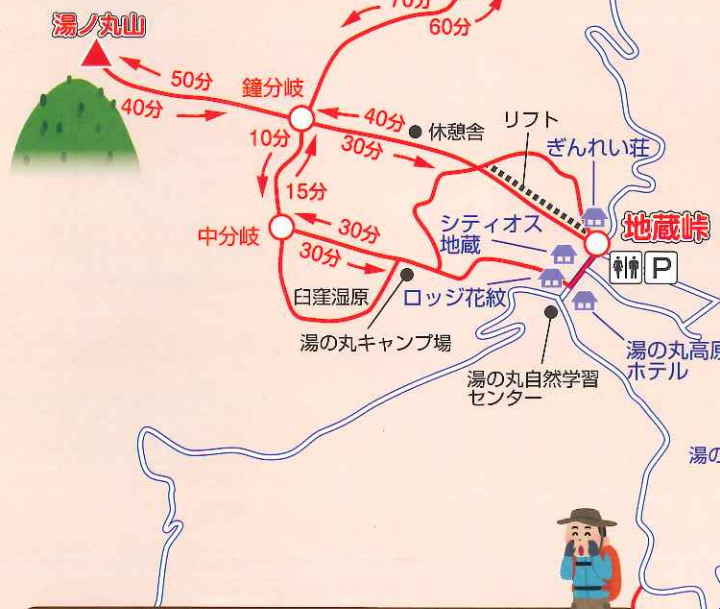 70分
60分
湯ノ丸山
50分
40分
鐘分岐
40分
30分
休憩舎
リフト
ぎんれい荘
10分
15分
中分岐
30分
30分
シティオス
地蔵
地蔵峠
P
臼窪湿原
ロッジ花紋
湯の丸キャンプ場
湯の丸高原
ホテル
湯の丸自然学習
センター
湯の